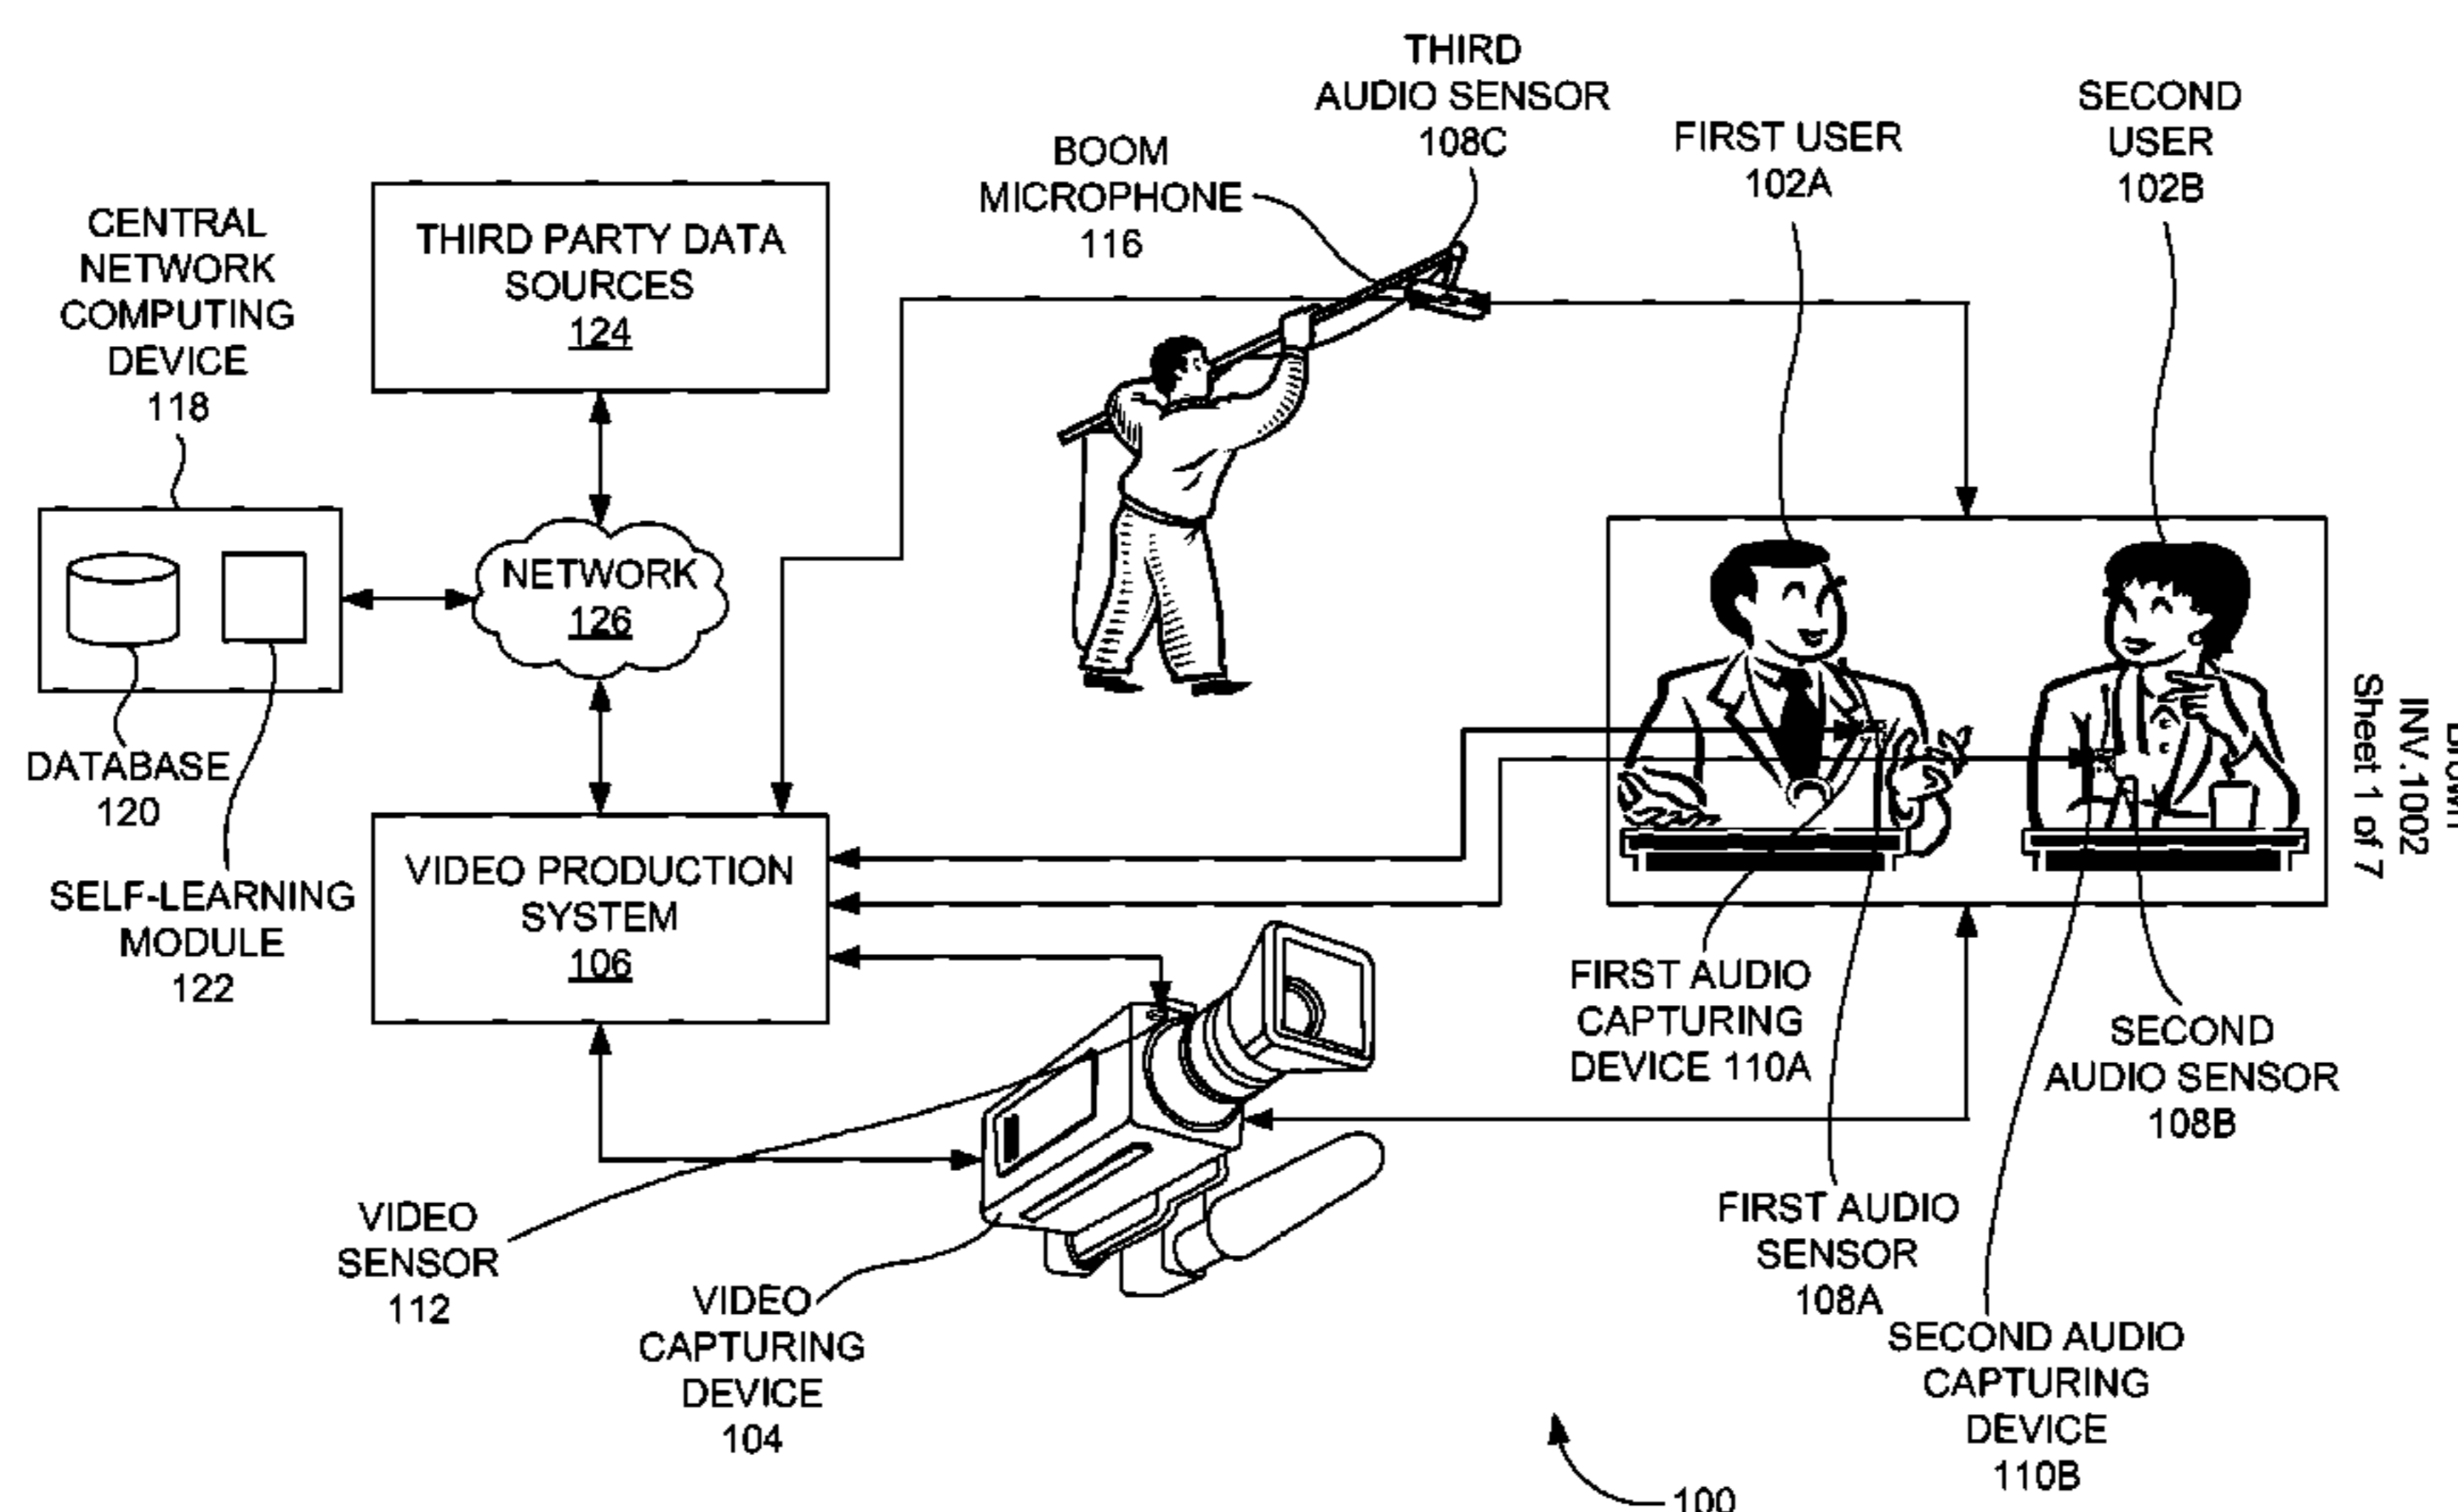 THIRD
AUDIO SENSOR
108C
BOOM
MICROPHONE
116
FIRST USER
102A
SECOND
USER
102B
CENTRAL
NETWORK
COMPUTING
DEVICE
118
THIRD PARTY DATA
SOURCES
124
NETWORK
126
DATABASE
120
SELF-LEARNING
MODULE
122
VIDEO PRODUCTION
SYSTEM
106
VIDEO
SENSOR
112
VIDEO
CAPTURING
DEVICE
104
FIRST AUDIO
CAPTURING
DEVICE 110A
SECOND
AUDIO SENSOR
108B
FIRST AUDIO
SENSOR
108A
SECOND AUDIO
CAPTURING
DEVICE
110B
100
INV.1002
Sheet 1 of 7